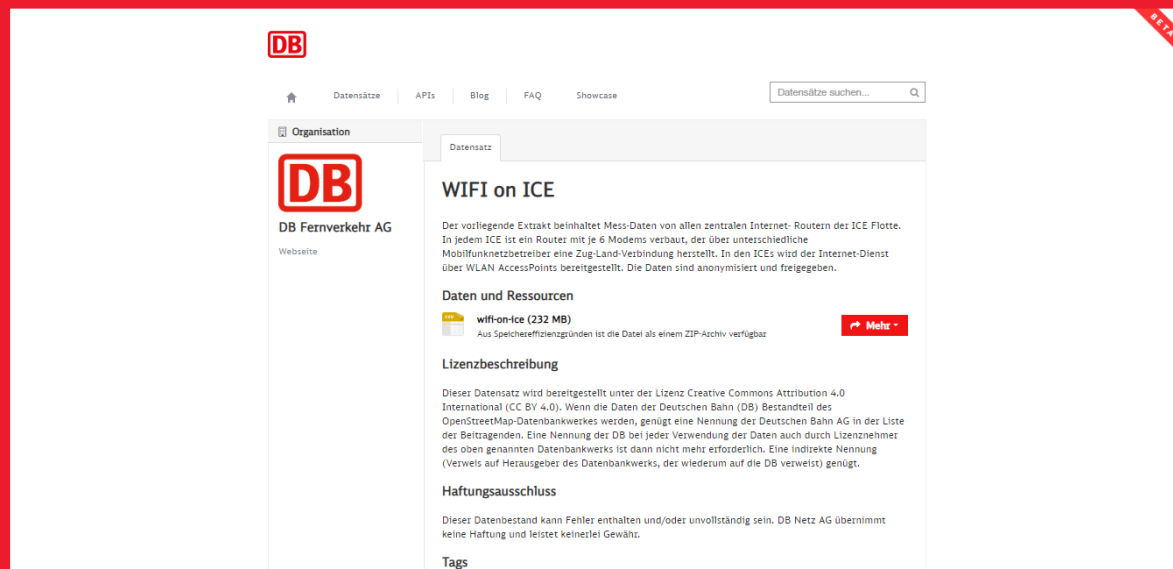 BETA
DB
Datensätze
APIs
Blog
FAQ
Showcase
Datensätze suchen...
Organisation
DB
DB Fernverkehr AG
Webseite
Datensatz
WIFI on ICE
Der vorliegende Extrakt beinhaltet Mess-Daten von allen zentralen Internet- Routern der ICE Flotte.
In jedem ICE ist ein Router mit je 6 Modems verbaut, der über unterschiedliche
Mobilfunknetzbetreiber eine Zug-Land-Verbindung herstellt. In den ICEs wird der Internet-Dienst
über WLAN AccessPoints bereitgestellt. Die Daten sind anonymisiert und freigegeben.
Daten und Ressourcen
wifi-on-ice (232 MB)
Aus Speichereffizienzgründen ist die Datei als einem ZIP-Archiv verfügbar
Mehr
Lizenzbeschreibung
Dieser Datensatz wird bereitgestellt unter der Lizenz Creative Commons Attribution 4.0
International (CC BY 4.0). Wenn die Daten der Deutschen Bahn (DB) Bestandteil des
OpenStreetMap-Datenbankwerkes werden, genügt eine Nennung der Deutschen Bahn AG in der Liste
der Beitragenden. Eine Nennung der DB bei jeder Verwendung der Daten auch durch Lizenznehmer
des oben genannten Datenbankwerks ist dann nicht mehr erforderlich. Eine indirekte Nennung
(Verweis auf Herausgeber des Datenbankwerks, der wiederum auf die DB verweist) genügt.
Haftungsausschluss
Dieser Datenbestand kann Fehler enthalten und/oder unvollständig sein. DB Netz AG übernimmt
keine Haftung und leistet keinerlei Gewähr.
Tags